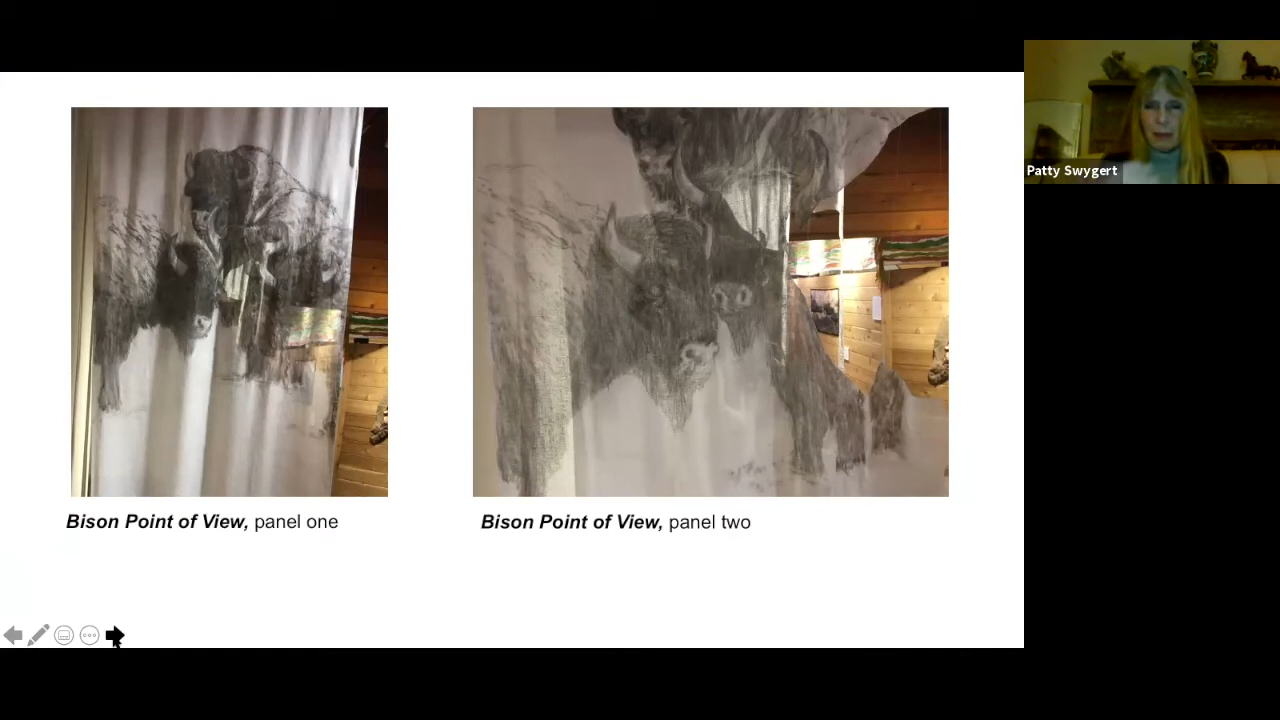 Patty Swygert
Bison Point of View, panel one
Bison Point of View, panel two